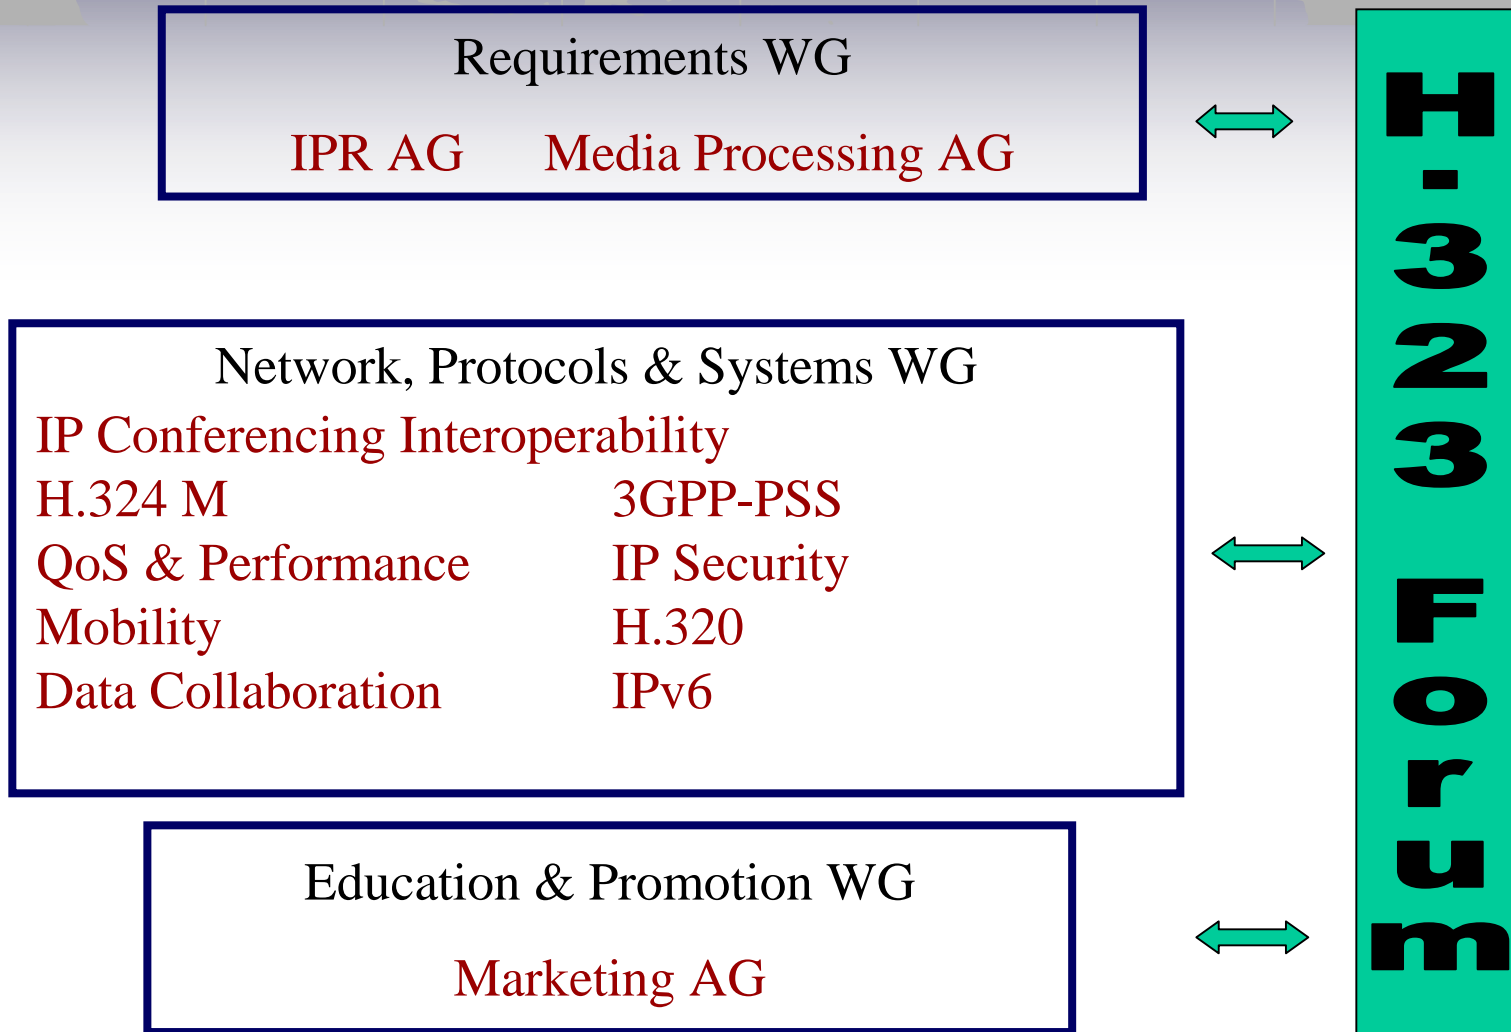 Requirements WG
IPR AG Media Processing AG
Network, Protocols & Systems WG
IP Conferencing Interoperability
H.324 M 3GPP-PSS
QoS & Performance IP Security
Mobility H.320
Data Collaboration IPv6
Education & Promotion WG
Marketing AG
H.323 Forum